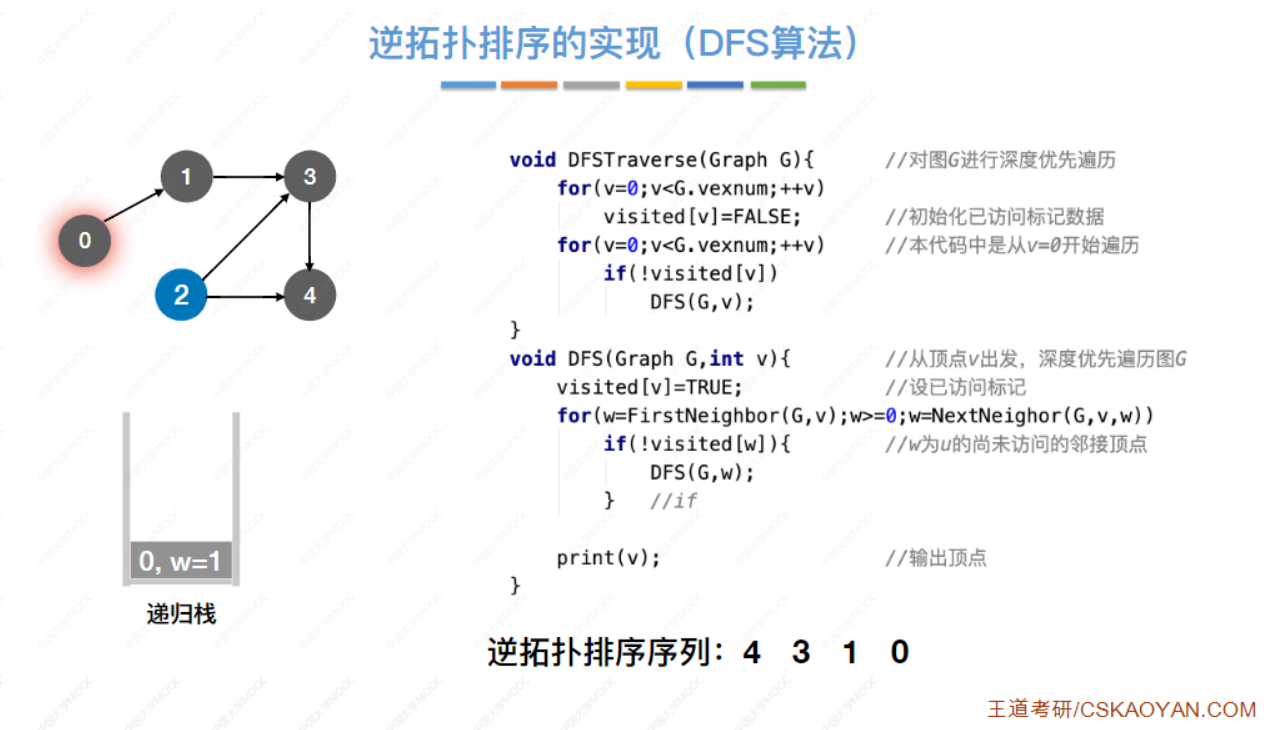 逆拓扑排序的实现（DFS算法）
1
3
0
2
4
0, w=1
递归栈
void DFSTraverse(Graph G){ //对图G进行深度优先遍历
for(v=0;v<G.vexnum;++v)
visited[v]=FALSE; //初始化已访问标记数据
for(v=0;v<G.vexnum;++v) //本代码中是从v=0开始遍历
if(!visited[v])
DFS(G,v);
}
void DFS(Graph G,int v){ //从顶点v出发，深度优先遍历图G
visited[v]=TRUE; //设已访问标记
for(w=FirstNeighbor(G,v);w>=0;w=NextNeighor(G,v,w))
if(!visited[w]){ //w为u的尚未访问的邻接顶点
DFS(G,w);
} //if
print(v); //输出顶点
}
逆拓扑排序序列：4 3 1 0
王道考研/CSKAOYAN.COM